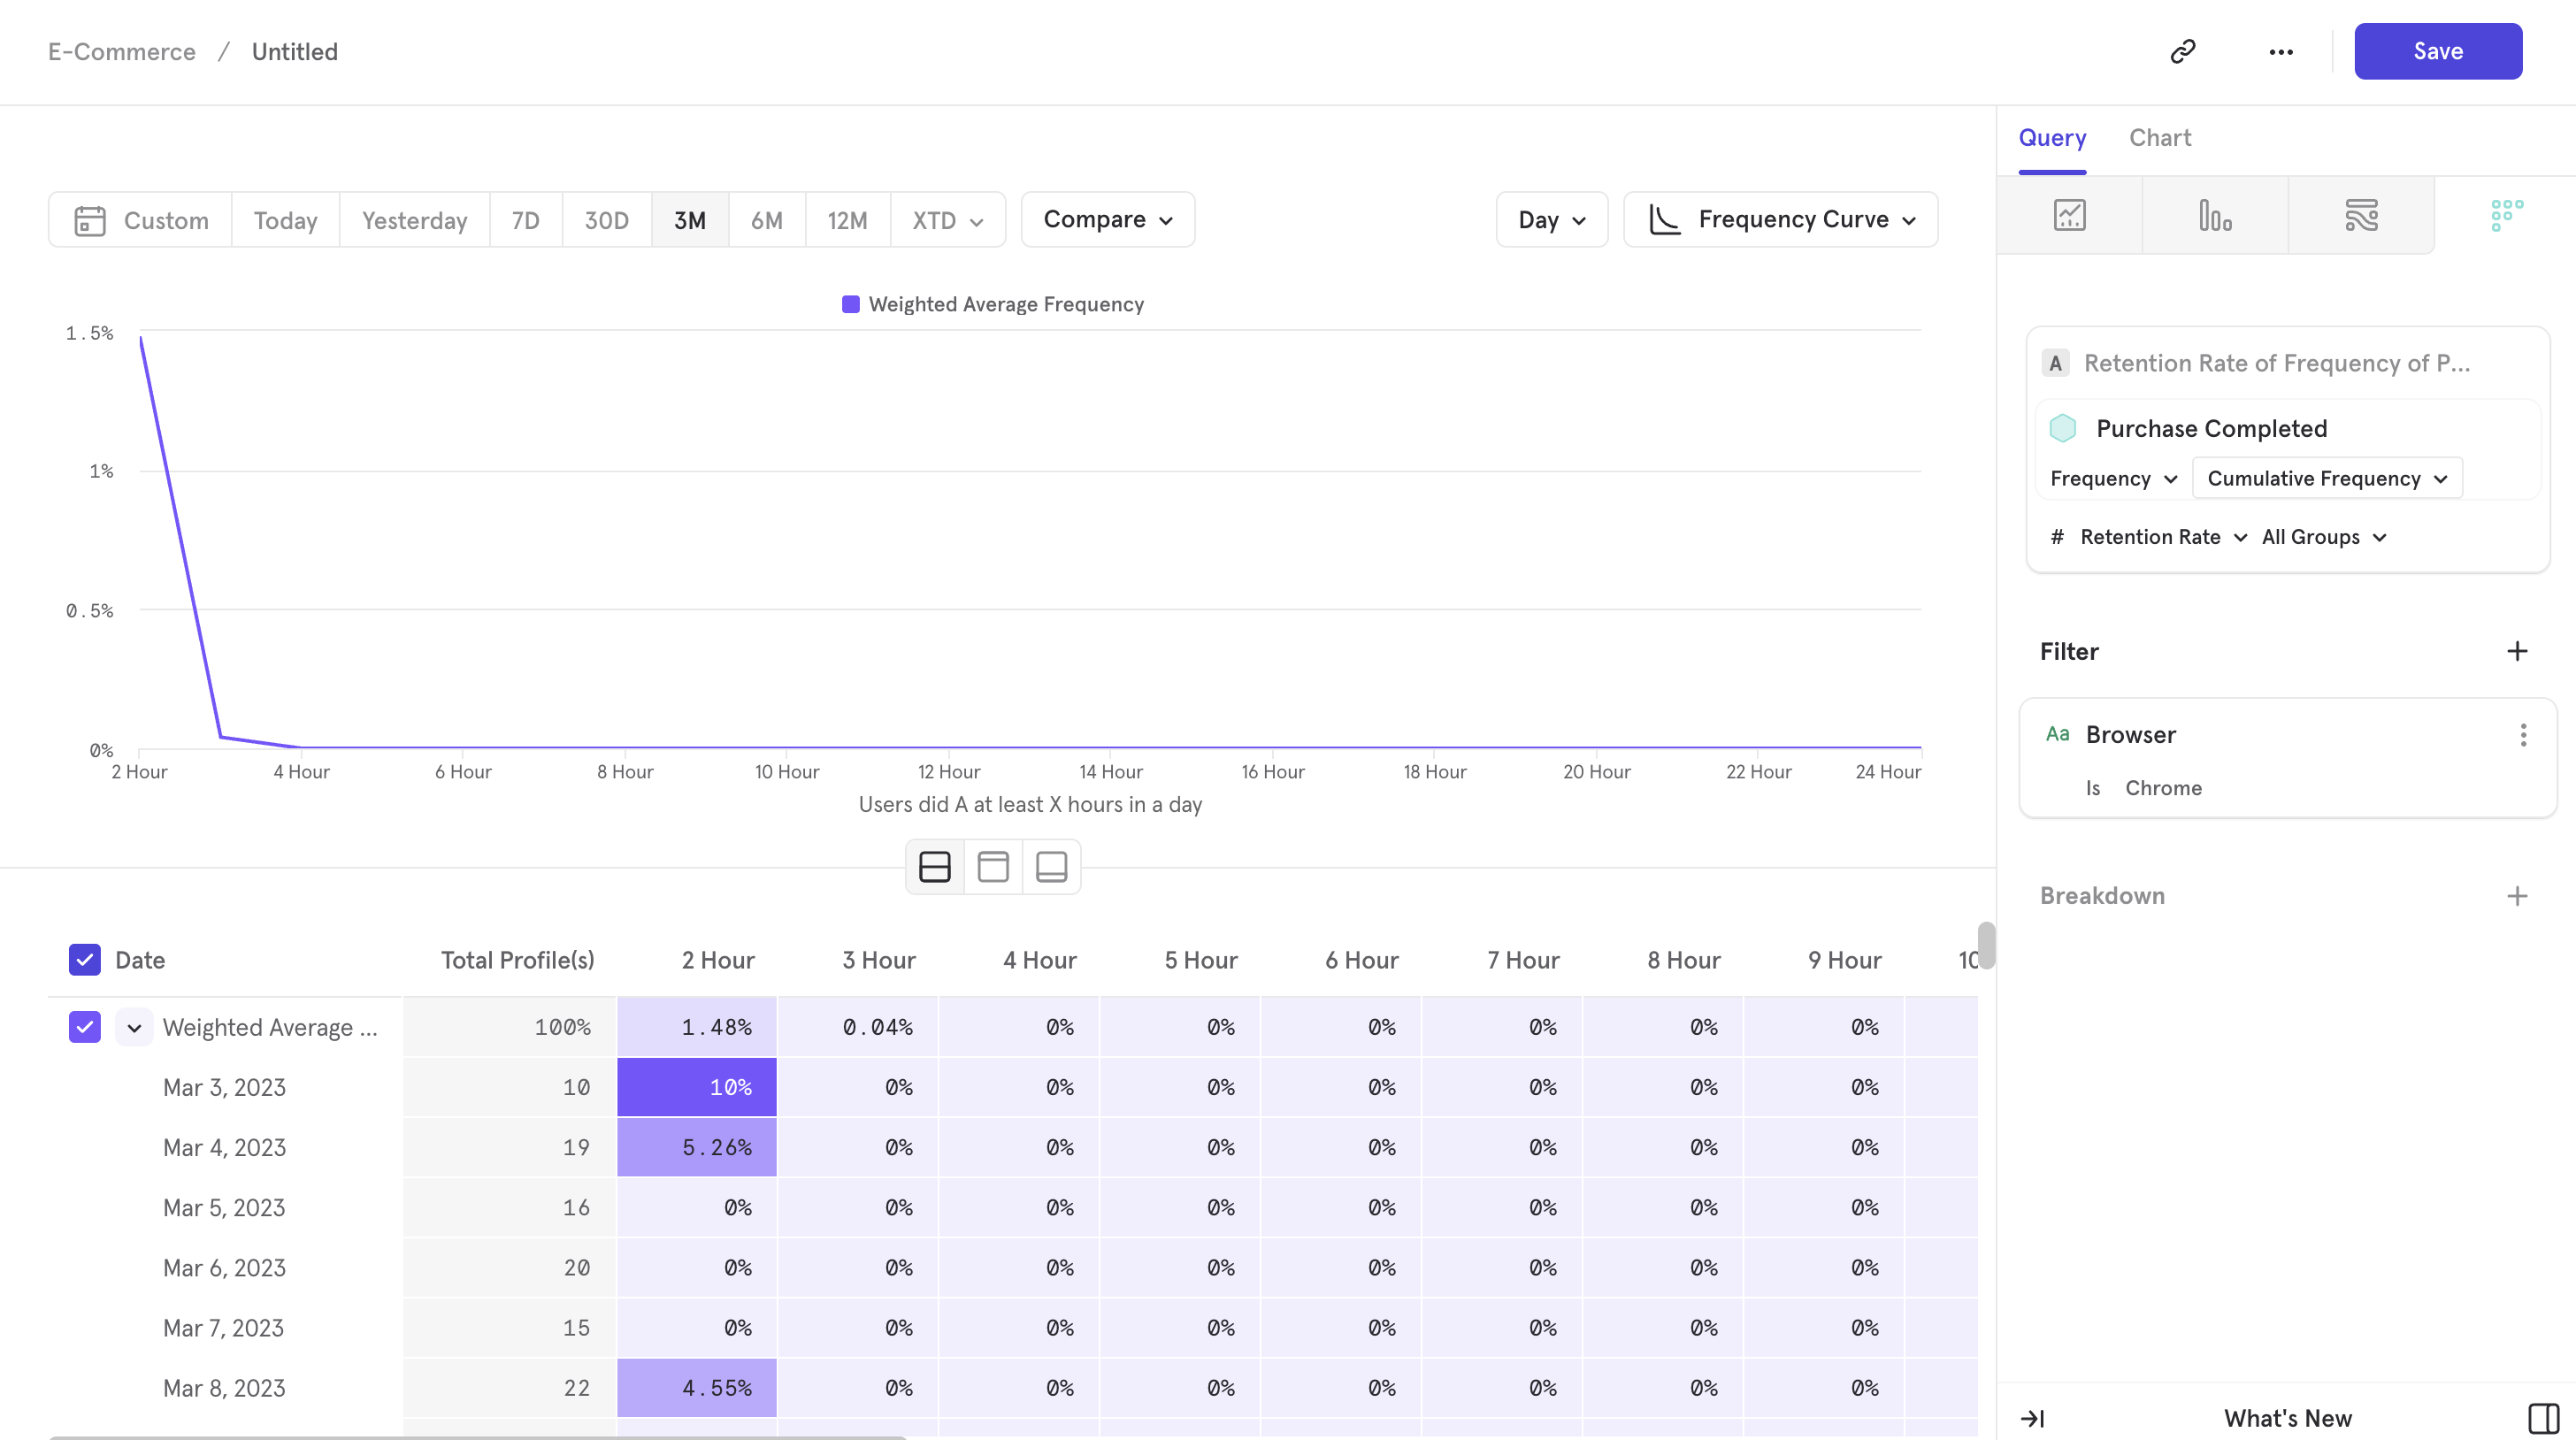 E-Commerce / Untitled
Save
Query Chart
Custom Today Yesterday 7D 30D 3M 6M 12M XTD Compare Day Frequency Curve
Weighted Average Frequency
1.5%
1%
0.5%
0%
2 Hour 4 Hour 6 Hour 8 Hour 10 Hour 12 Hour 14 Hour 16 Hour 18 Hour 20 Hour 22 Hour 24 Hour
Users did A at least X hours in a day
Date Total Profile(s) 2 Hour 3 Hour 4 Hour 5 Hour 6 Hour 7 Hour 8 Hour 9 Hour 10
Weighted Average ... 100% 1.48% 0.04% 0% 0% 0% 0% 0% 0%
Mar 3, 2023 10 10% 0% 0% 0% 0% 0% 0% 0%
Mar 4, 2023 19 5.26% 0% 0% 0% 0% 0% 0% 0%
Mar 5, 2023 16 0% 0% 0% 0% 0% 0% 0% 0%
Mar 6, 2023 20 0% 0% 0% 0% 0% 0% 0% 0%
Mar 7, 2023 15 0% 0% 0% 0% 0% 0% 0% 0%
Mar 8, 2023 22 4.55% 0% 0% 0% 0% 0% 0% 0%
A Retention Rate of Frequency of P...
Purchase Completed
Frequency Cumulative Frequency
# Retention Rate All Groups
Filter
Aa Browser
Is Chrome
Breakdown
What's New